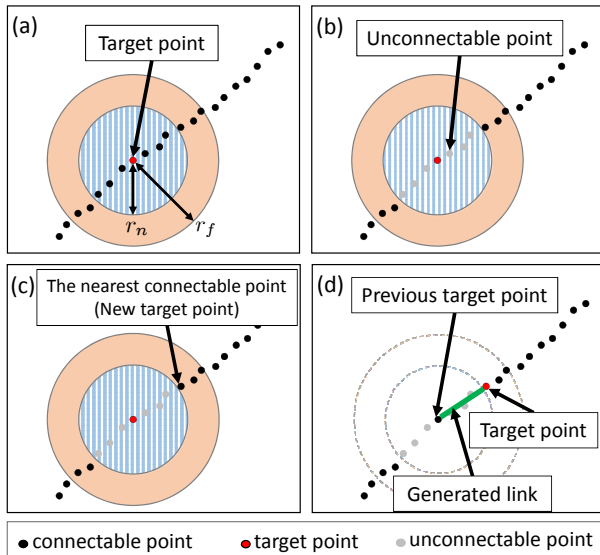 (a)
Target point
r_n
r_f
(b)
Unconnectable point
(c)
The nearest connectable point
(New target point)
(d)
Previous target point
Target point
Generated link
connectable point
target point
unconnectable point